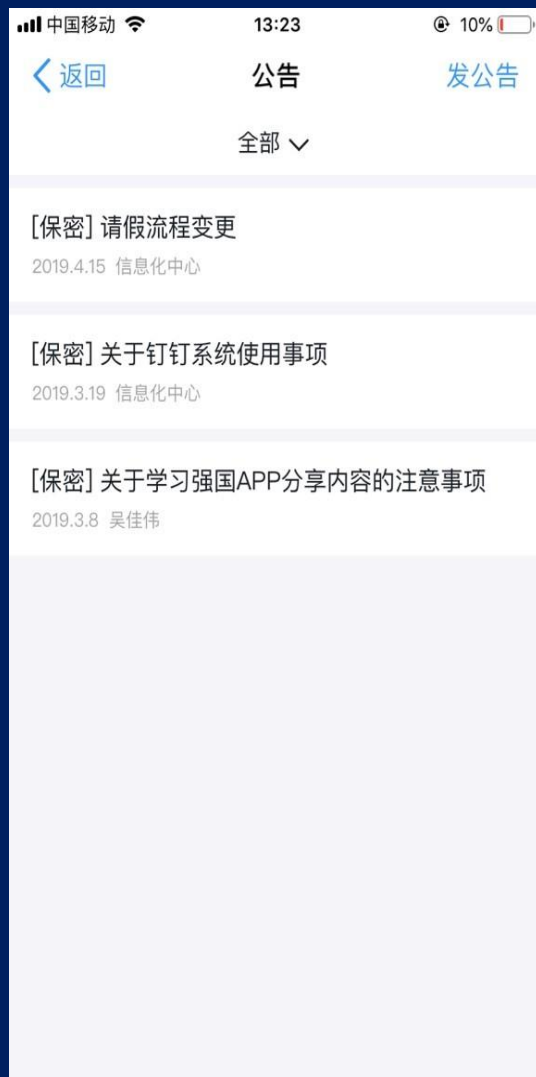 中国移动 13:23 10%
返回 公告 发公告
全部
[保密] 请假流程变更
2019.4.15 信息化中心
[保密] 关于钉钉系统使用事项
2019.3.19 信息化中心
[保密] 关于学习强国APP分享内容的注意事项
2019.3.8 吴佳伟